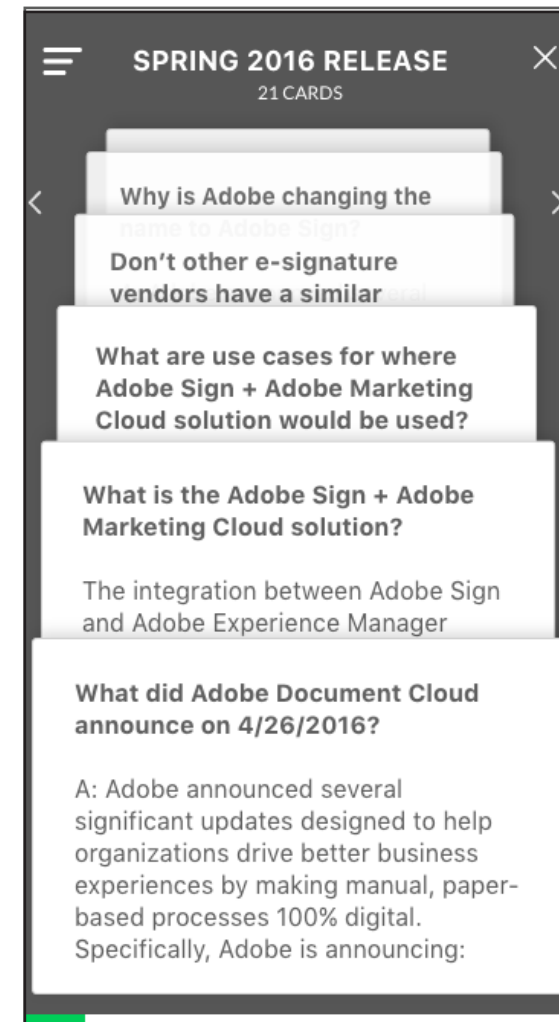 SPRING 2016 RELEASE
21 CARDS
Why is Adobe changing the
name to Adobe Sign?
Don’t other e-signature
vendors have a similar
What are use cases for where
Adobe Sign + Adobe Marketing
Cloud solution would be used?
What is the Adobe Sign + Adobe
Marketing Cloud solution?
The integration between Adobe Sign
and Adobe Experience Manager
What did Adobe Document Cloud
announce on 4/26/2016?
A: Adobe announced several
significant updates designed to help
organizations drive better business
experiences by making manual, paper-
based processes 100% digital.
Specifically, Adobe is announcing: